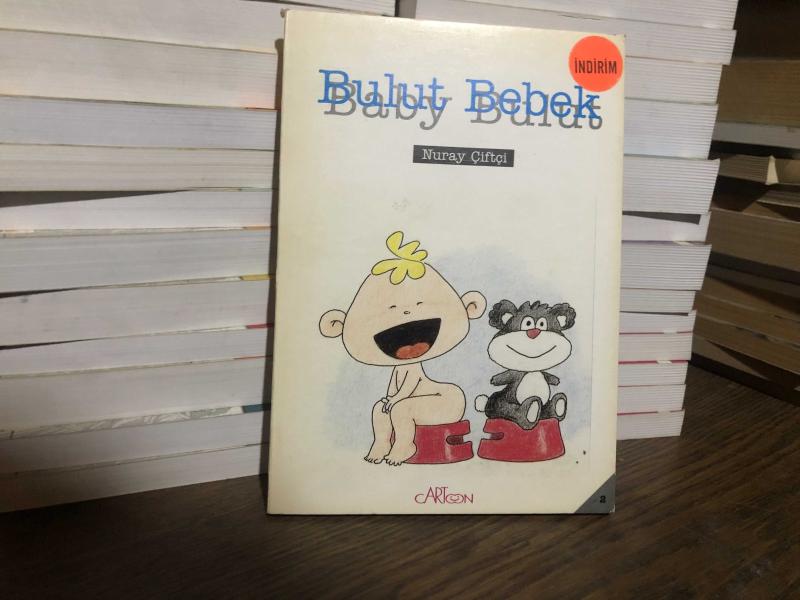 İNDİRİM
Bulut Bebek
Baby Bulut
Nuray Çiftçi
CARTOON
2